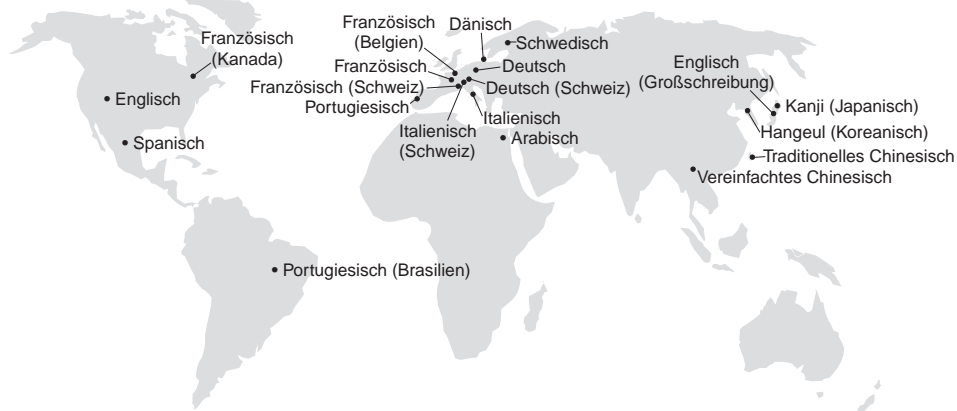 Französisch
(Kanada)
Englisch
Spanisch
Französisch
(Belgien)
Dänisch
Schwedisch
Französisch
Deutsch
Französisch (Schweiz)
Deutsch (Schweiz)
Portugiesisch
Italienisch
Italienisch
(Schweiz)
Arabisch
Englisch
(Großschreibung)
Kanji (Japanisch)
Hangeul (Koreanisch)
Traditionelles Chinesisch
Vereinfachtes Chinesisch
Portugiesisch (Brasilien)